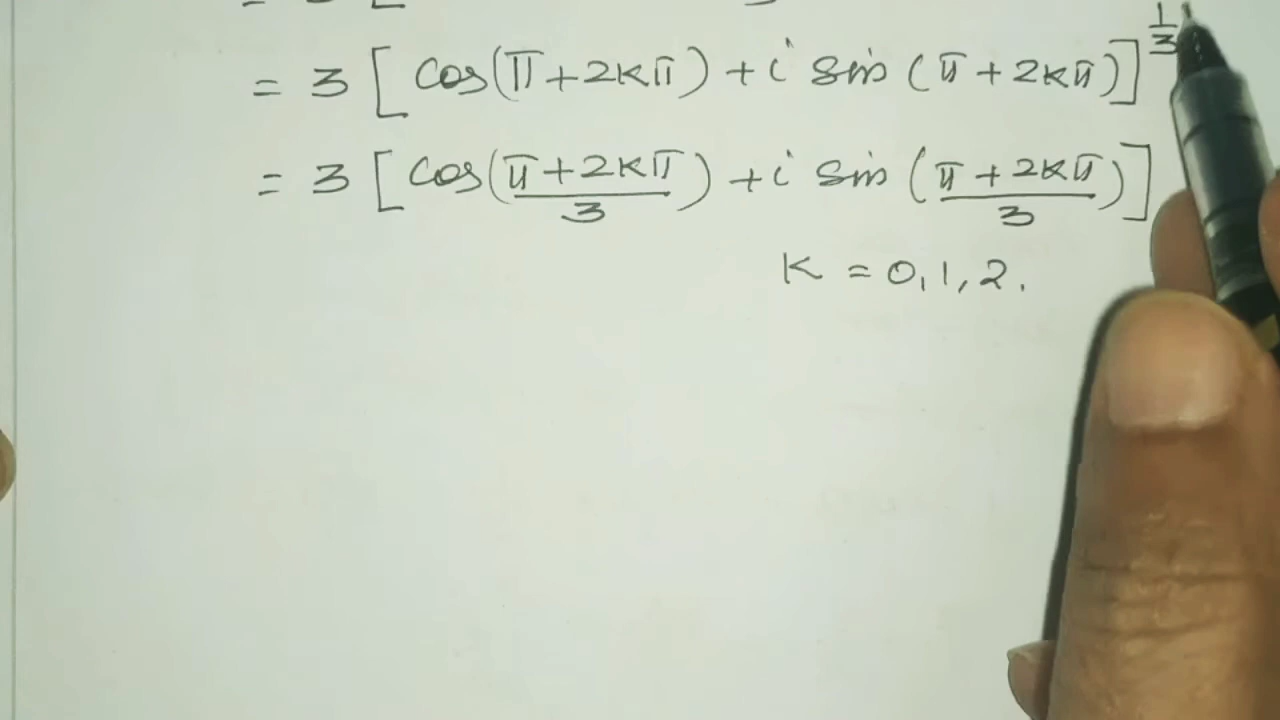 = 3 [ cos(π+2kπ) + i sin (π + 2kπ)]^1/3
= 3 [ cos(π+2kπ/3) + i sin (π + 2kπ/3)]
K = 0, 1, 2.